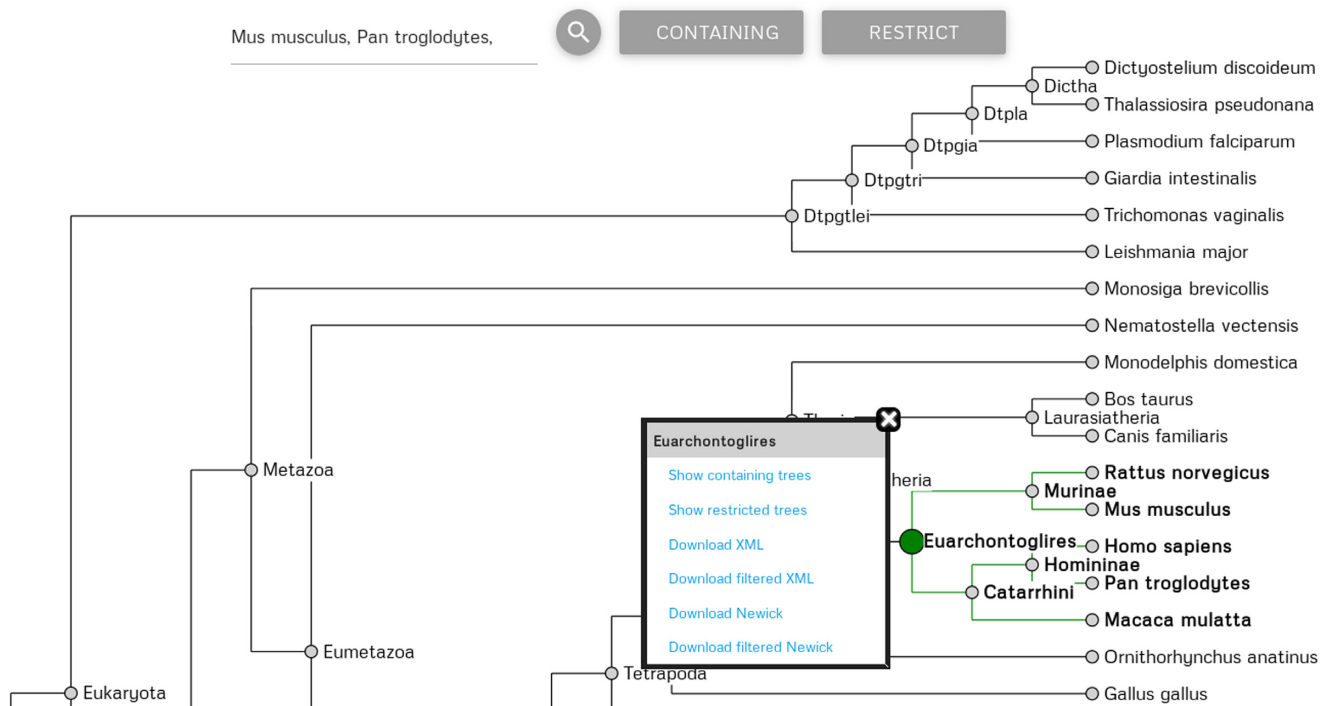 Mus musculus, Pan troglodytes,
CONTAINING
RESTRICT
Dictyostelium discoideum
Dictha
Thalassiosira pseudonana
Dtpla
Plasmodium falciparum
Dtpgia
Giardia intestinalis
Dtpgtri
Trichomonas vaginalis
Dtpgtlei
Leishmania major
Monosiga brevicollis
Nematostella vectensis
Monodelphis domestica
Bos taurus
Laurasiatheria
Canis familiaris
Euarchontoglires
Show containing trees
Show restricted trees
Download XML
Download filtered XML
Download Newick
Download filtered Newick
Metazoa
heria
Rattus norvegicus
Murinae
Mus musculus
Euarchontoglires
Homo sapiens
Homininae
Pan troglodytes
Catarrhini
Macaca mulatta
Eumetazoa
Ornithorhynchus anatinus
Tetrapoda
Eukaryota
Gallus gallus